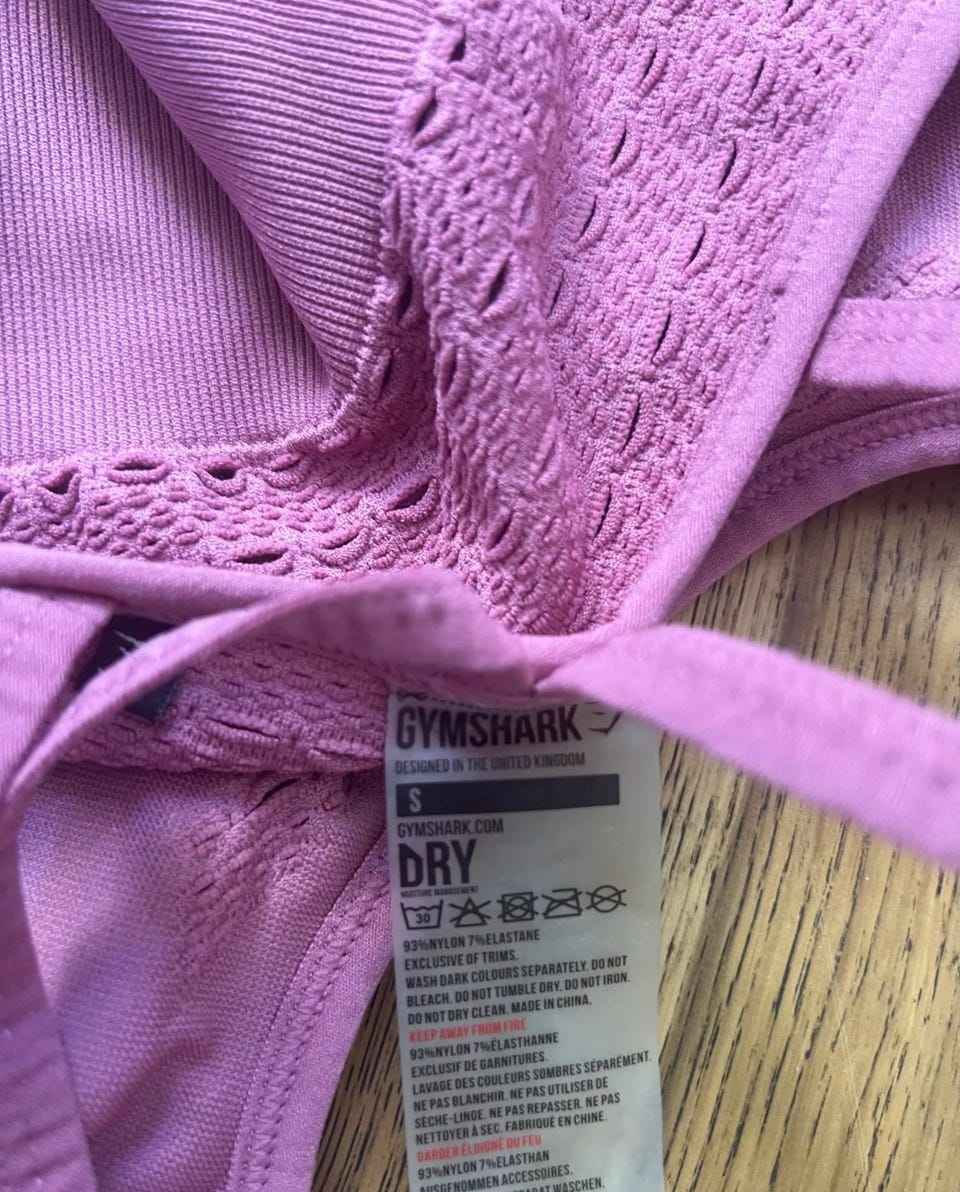 GYMSHARK
DESIGNED IN THE UNITED KINGDOM
S
GYMSHARK.COM
DRY
MOISTURE MANAGEMENT
30
93%NYLON 7%ELASTANE
EXCLUSIVE OF TRIMS.
WASH DARK COLOURS SEPARATELY. DO NOT
BLEACH. DO NOT TUMBLE DRY. DO NOT IRON.
DO NOT DRY CLEAN. MADE IN CHINA.
KEEP AWAY FROM FIRE
93%NYLON 7%ÉLASTHANNE
EXCLUSIF DE GARNITURES.
LAVAGE DES COULEURS SOMBRES SÉPARÉMENT.
NE PAS BLANCHIR. NE PAS UTILISER DE
SÈCHE-LINGE. NE PAS REPASSER. NE PAS
NETTOYER À SEC. FABRIQUÉ EN CHINE.
GARDER ÉLOIGNÉ DU FEU
93%NYLON 7%ELASTHAN
AUSGENOMMEN ACCESSOIRES.
WASCHEN.